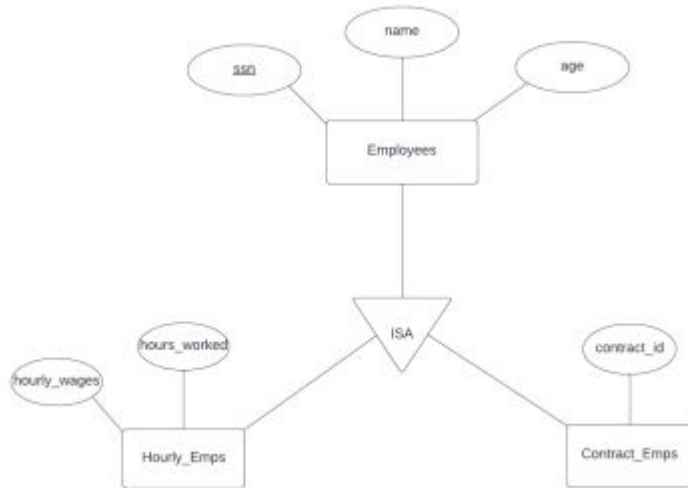 name
ssn
age
Employees
ISA
hours_worked
contract_id
hourly_wages
Hourly_Emps
Contract_Emps